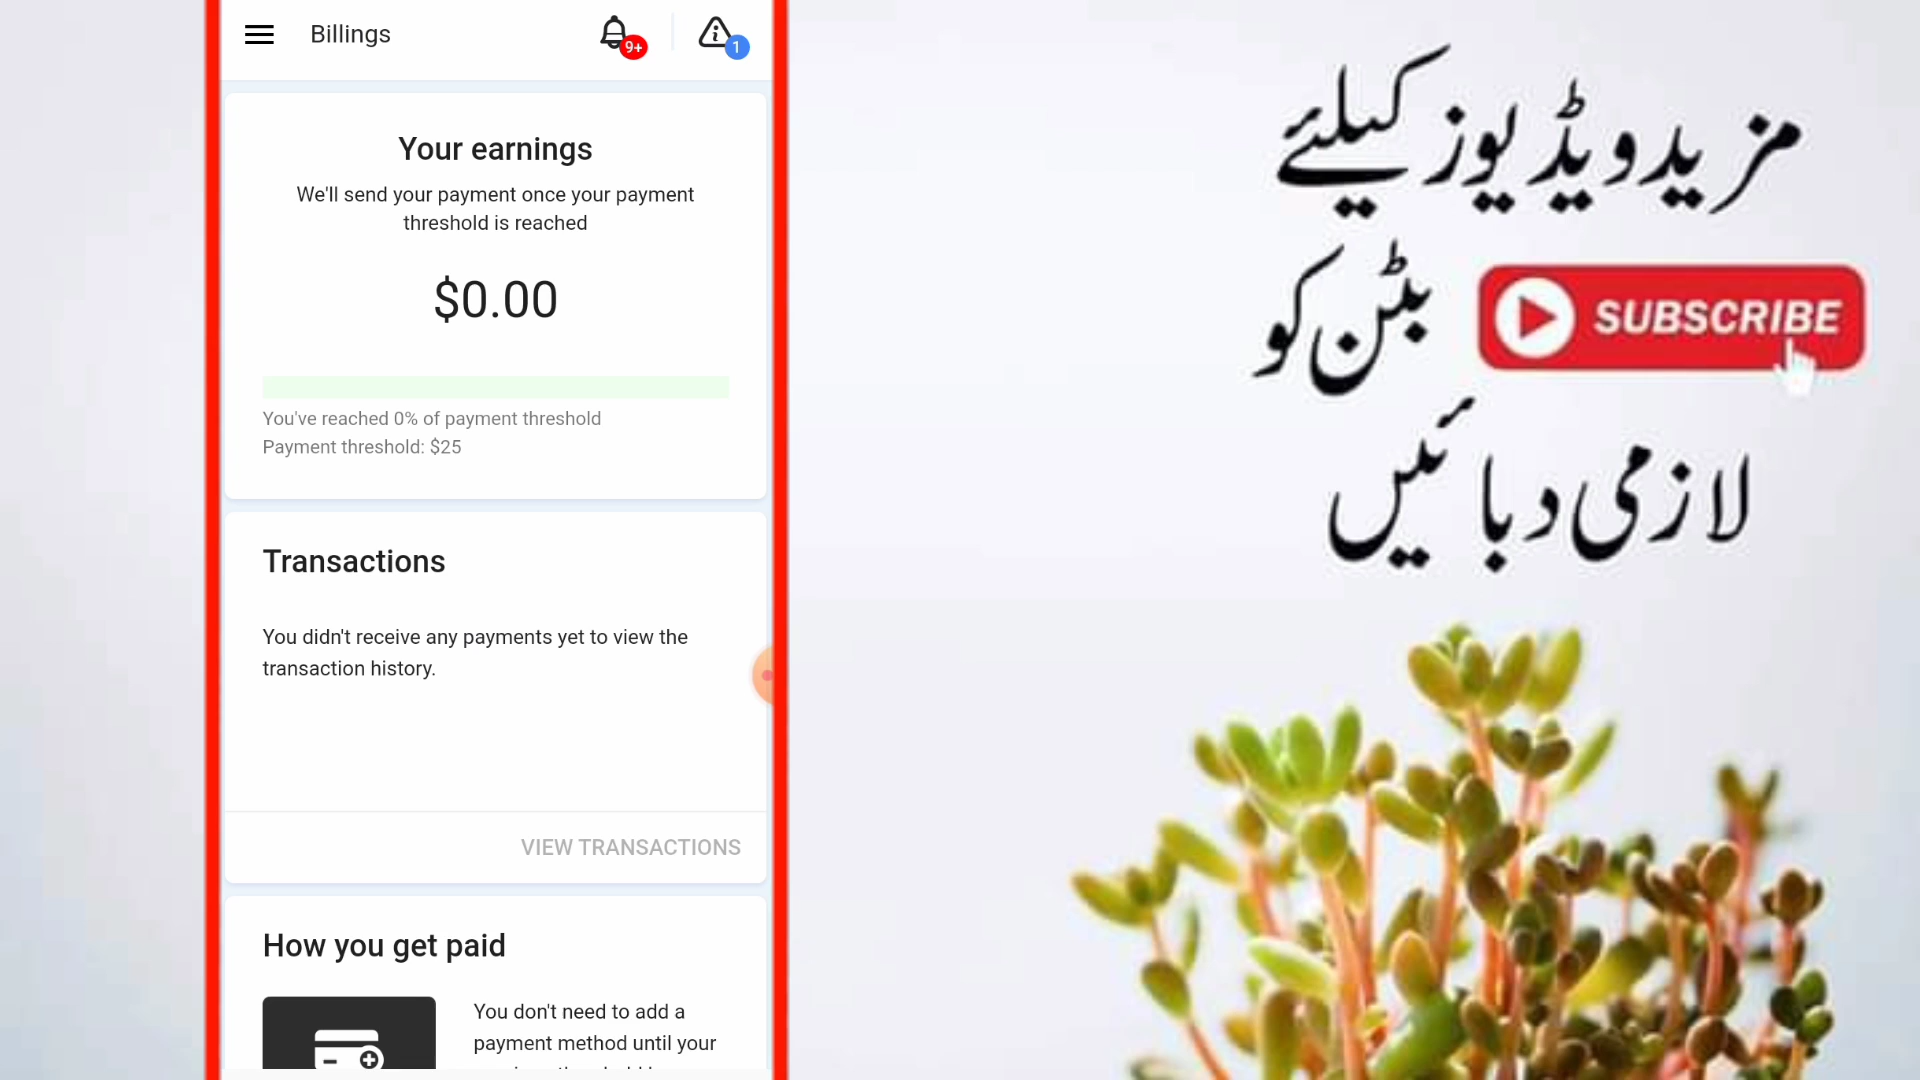 Billings
9+
1
Your earnings
We'll send your payment once your payment
threshold is reached
$0.00
You've reached 0% of payment threshold
Payment threshold: $25
Transactions
You didn't receive any payments yet to view the
transaction history.
VIEW TRANSACTIONS
How you get paid
You don't need to add a
payment method until your
مزید ویڈیوز کیلئے
SUBSCRIBE بٹن کو
لازمی دبائیں